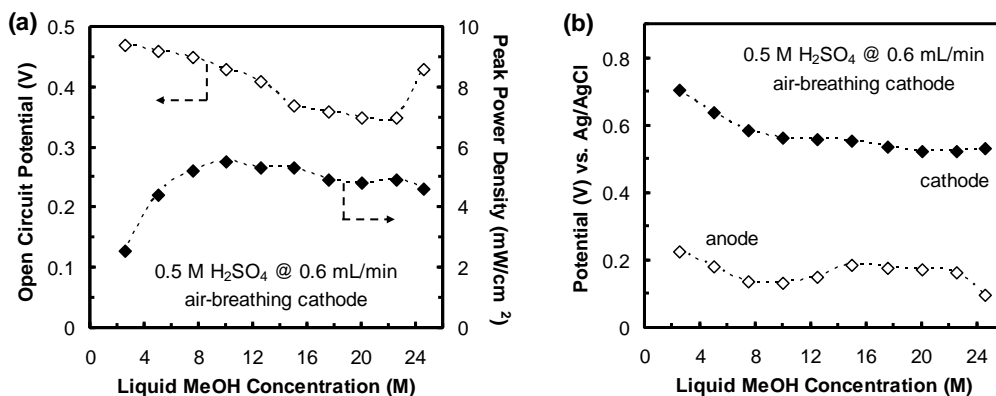 (a)
Open Circuit Potential (V)
0.5
0.4
0.3
0.2
0.1
0
10
8
6
4
2
0
Peak Power Density (mW/cm ²)
0.5 M H₂SO₄ @ 0.6 mL/min
air-breathing cathode
0 4 8 12 16 20 24
Liquid MeOH Concentration (M)
(b)
Potential (V) vs. Ag/AgCl
0.8
0.6
0.4
0.2
0
0.5 M H₂SO₄ @ 0.6 mL/min
air-breathing cathode
cathode
anode
0 4 8 12 16 20 24
Liquid MeOH Concentration (M)